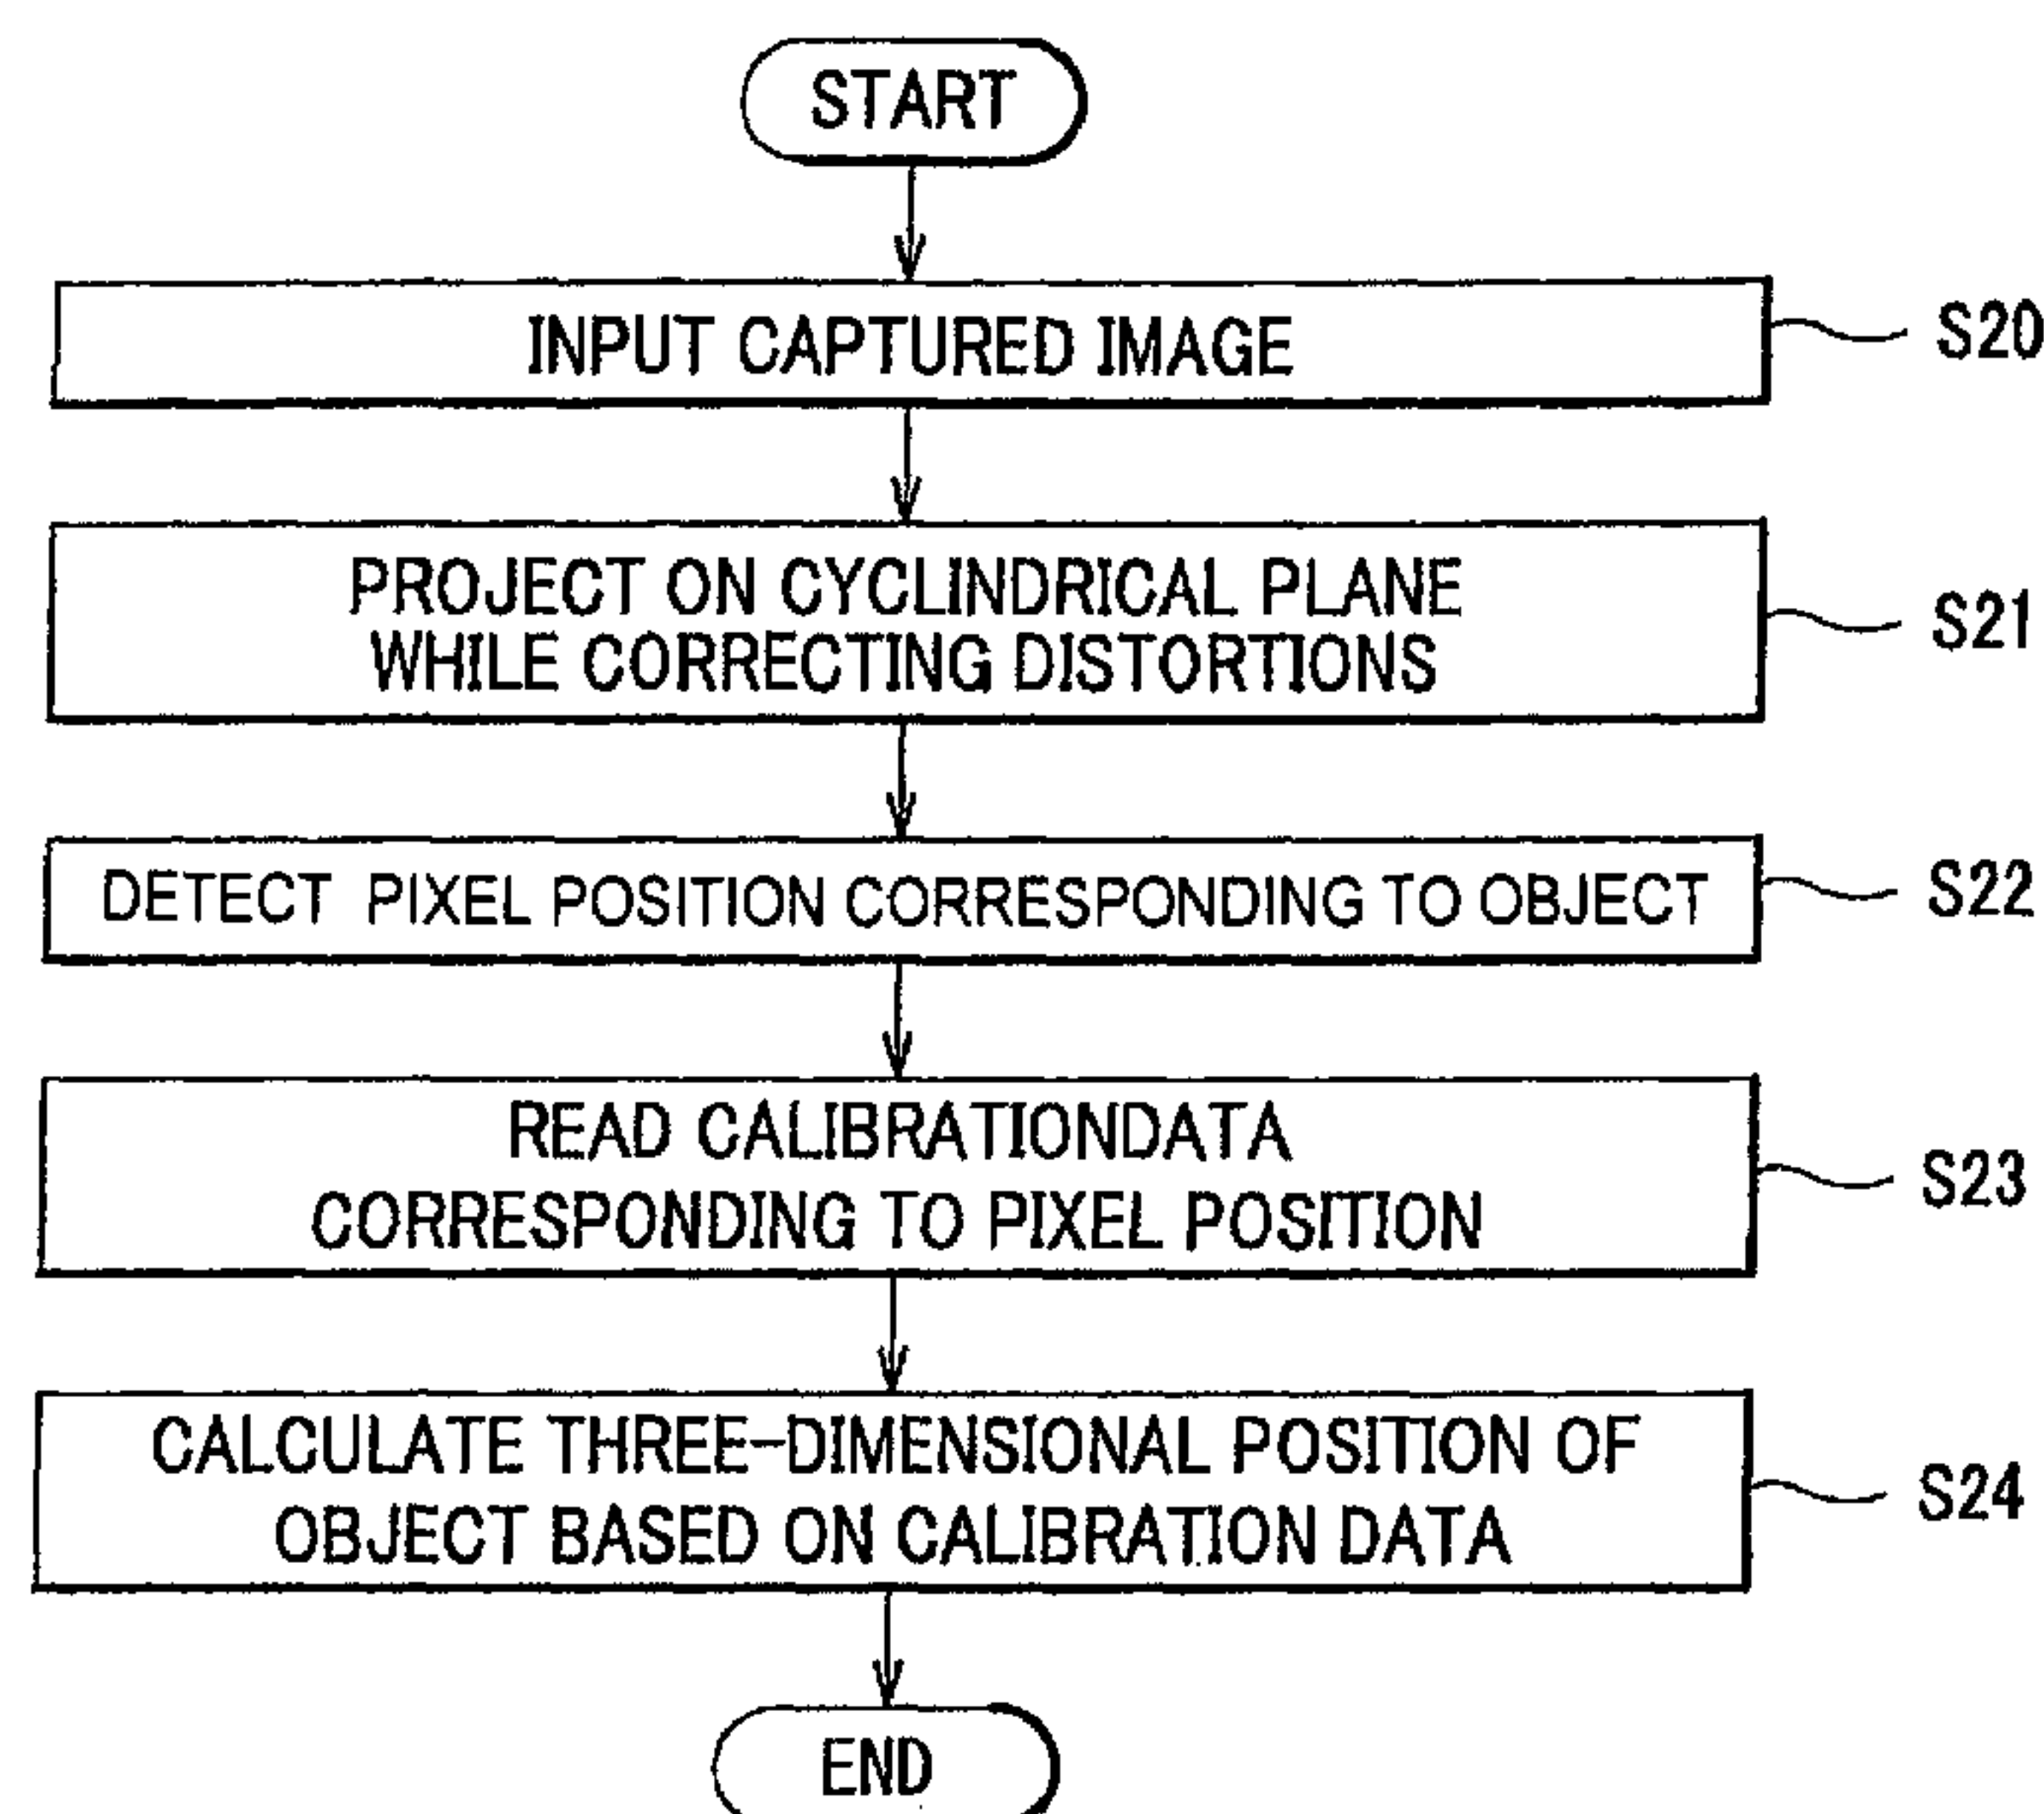 START
INPUT CAPTURED IMAGE
S20
PROJECT ON CYCLINDRICAL PLANE
WHILE CORRECTING DISTORTIONS
S21
DETECT PIXEL POSITION CORRESPONDING TO OBJECT
S22
READ CALIBRATIONDATA
CORRESPONDING TO PIXEL POSITION
S23
CALCULATE THREE-DIMENSIONAL POSITION OF
OBJECT BASED ON CALIBRATION DATA
S24
END